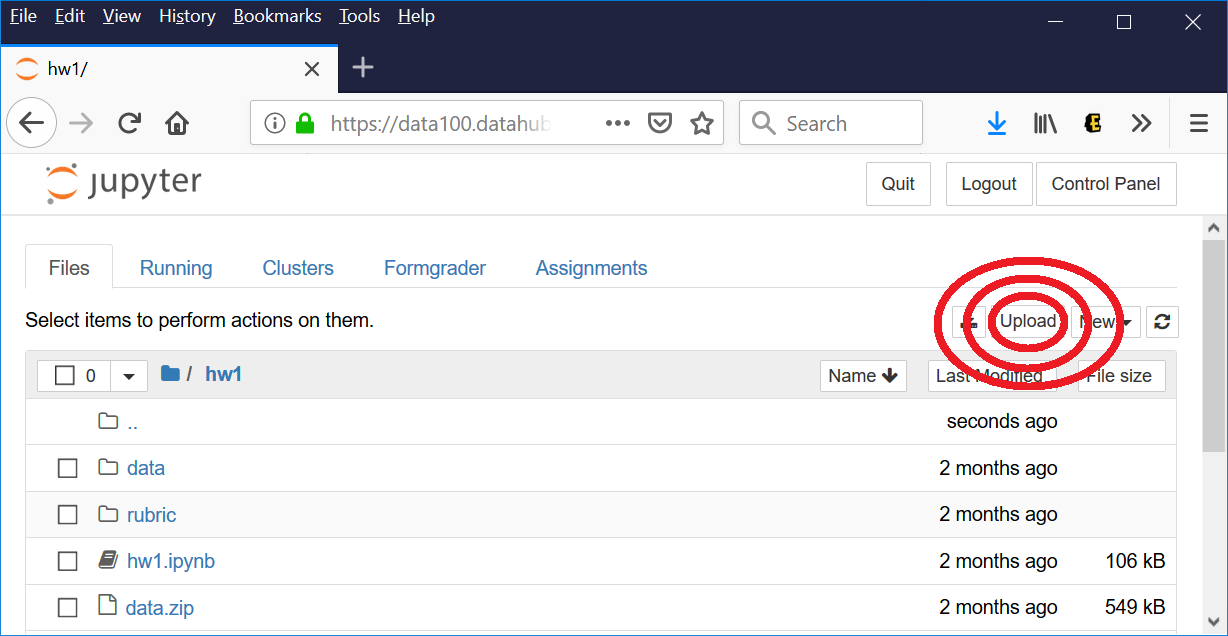 File Edit View History Bookmarks Tools Help
hw1/
https://data100.datahub
Search
jupyter
Quit Logout Control Panel
Files Running Clusters Formgrader Assignments
Select items to perform actions on them.
Upload New
0 / hw1 Name Last Modified File size
.. seconds ago
data 2 months ago
rubric 2 months ago
hw1.ipynb 2 months ago 106 kB
data.zip 2 months ago 549 kB